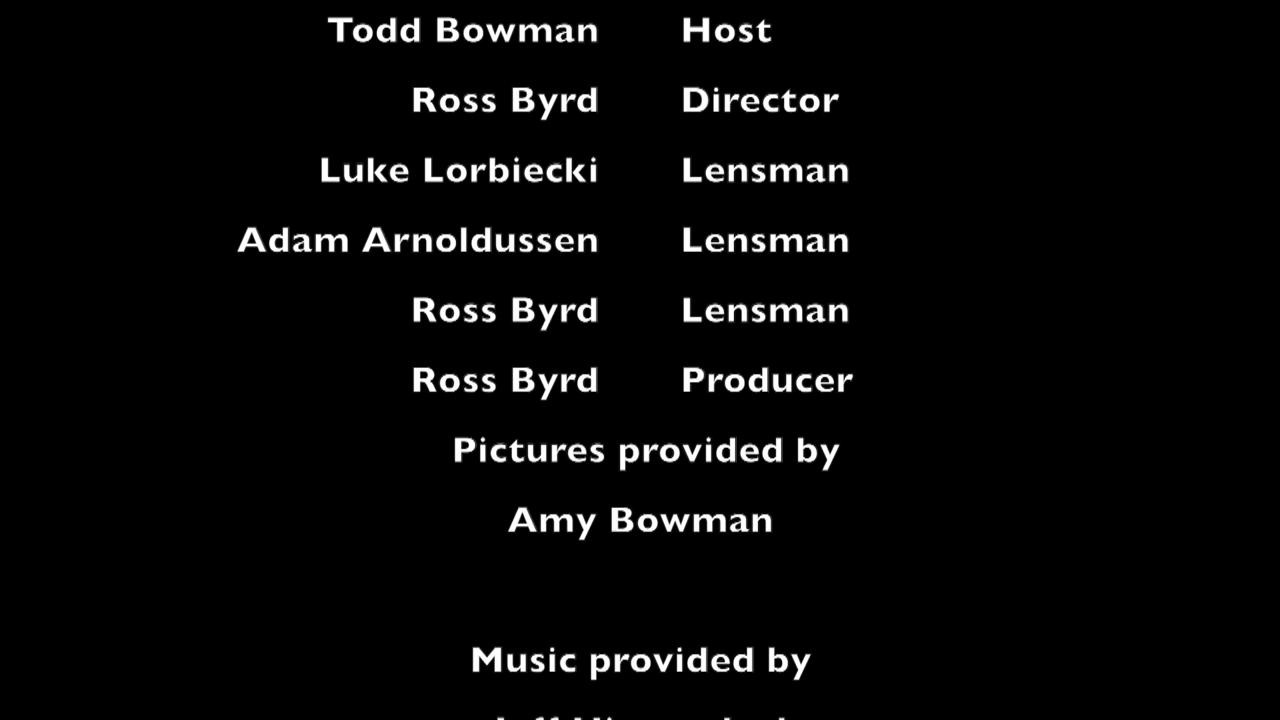 Todd Bowman Host
Ross Byrd Director
Luke Lorbiecki Lensman
Adam Arnoldussen Lensman
Ross Byrd Lensman
Ross Byrd Producer
Pictures provided by
Amy Bowman
Music provided by